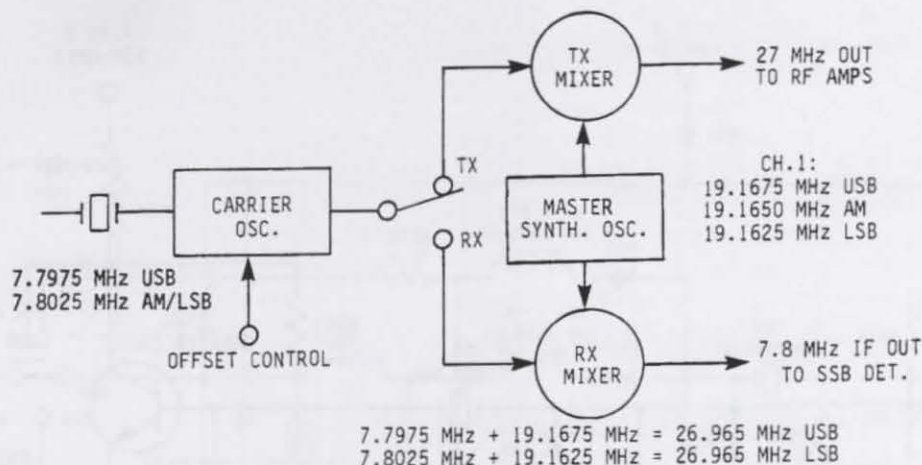 TX
MIXER
27 MHz OUT
TO RF AMPS
TX
CARRIER
OSC.
RX
MASTER
SYNTH. OSC.
CH.1:
19.1675 MHz USB
19.1650 MHz AM
19.1625 MHz LSB
7.7975 MHz USB
7.8025 MHz AM/LSB
OFFSET CONTROL
RX
MIXER
7.8 MHz IF OUT
TO SSB DET.
7.7975 MHz + 19.1675 MHz = 26.965 MHz USB
7.8025 MHz + 19.1625 MHz = 26.965 MHz LSB